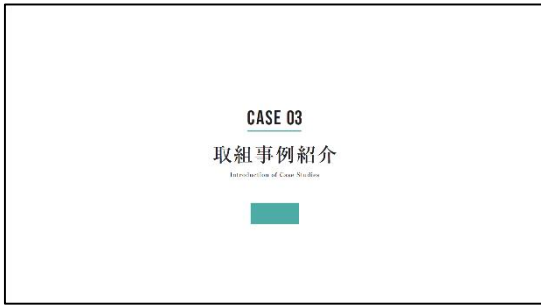 CASE 03
取組事例紹介
Introduction of Case Studies